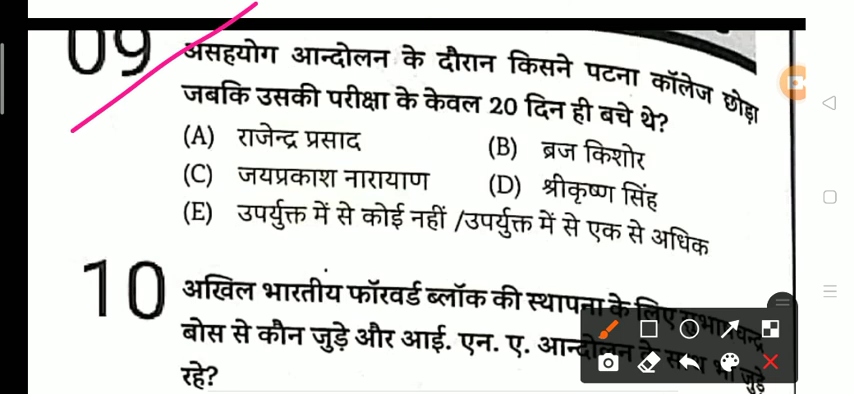 09 असहयोग आन्दोलन के दौरान किसने पटना कॉलेज छोड़ा
जबकि उसकी परीक्षा के केवल 20 दिन ही बचे थे?
(A) राजेन्द्र प्रसाद (B) ब्रज किशोर
(C) जयप्रकाश नारायाण (D) श्रीकृष्ण सिंह
(E) उपर्युक्त में से कोई नहीं /उपर्युक्त में से एक से अधिक
10 अखिल भारतीय फॉरवर्ड ब्लॉक की स्थापना के लिए सुभाषचन्द्र
बोस से कौन जुड़े और आई. एन. ए. आन्दोलन के साथ भी जुड़े
रहे?